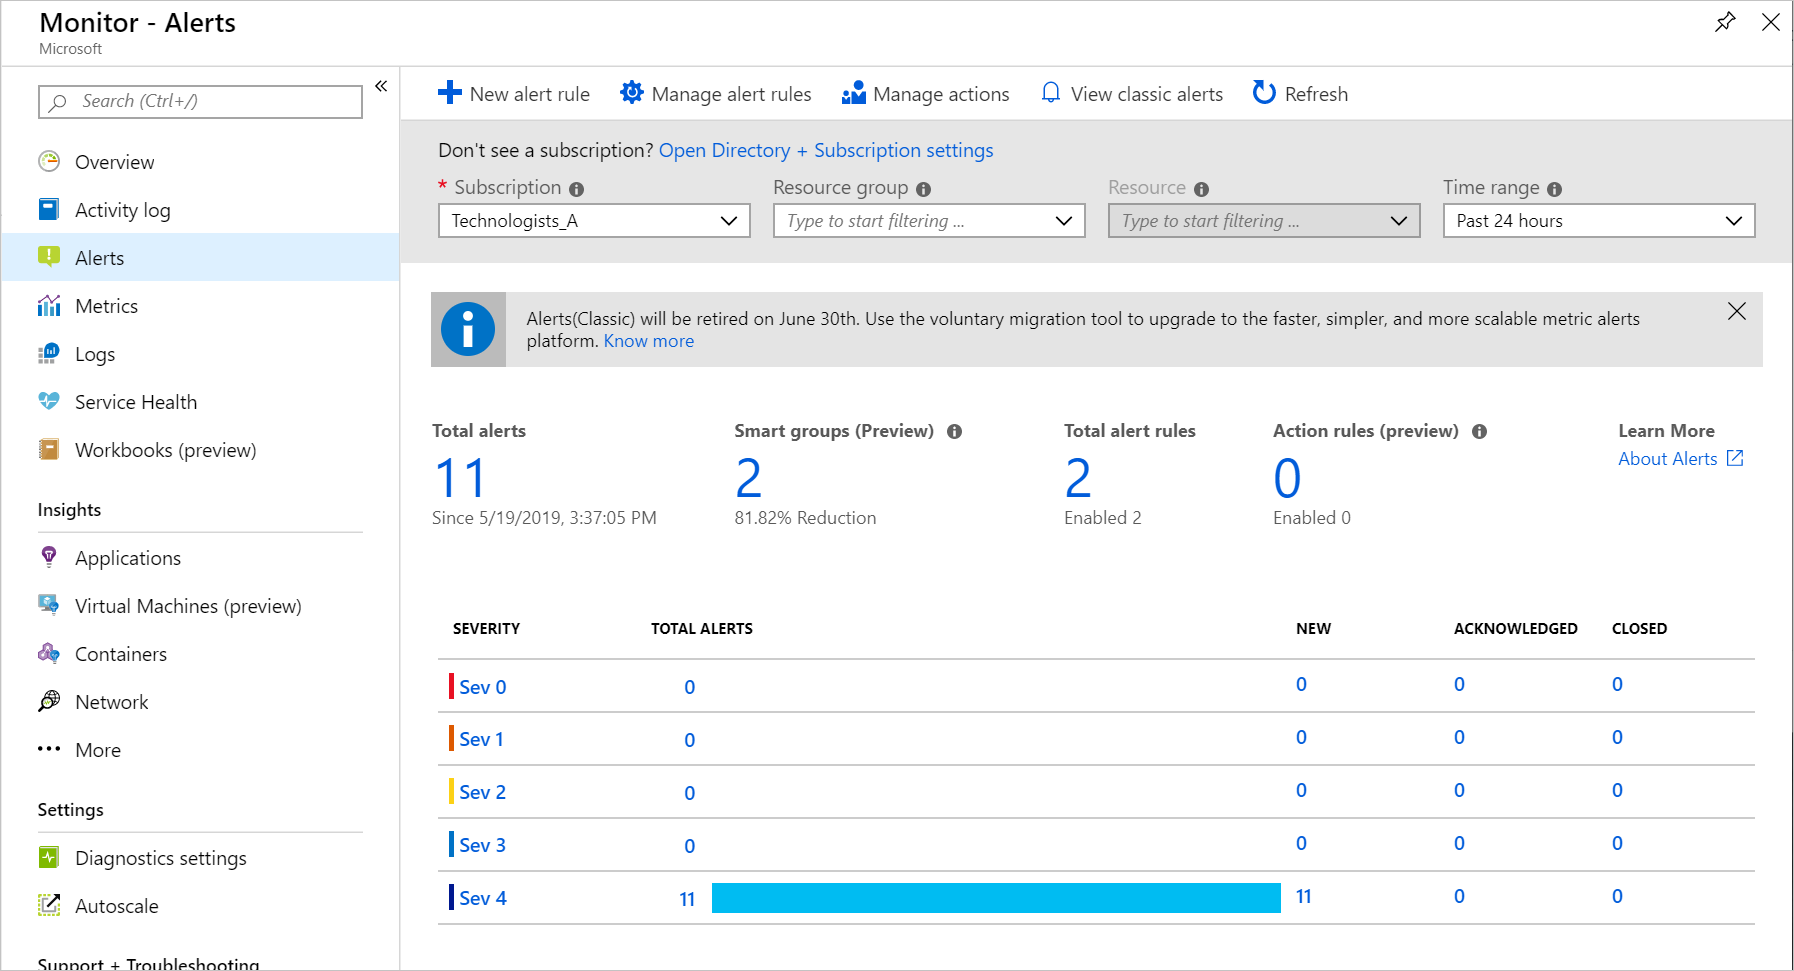 Monitor - Alerts
Microsoft
Search (Ctrl+/)
Overview
Activity log
Alerts
Metrics
Logs
Service Health
Workbooks (preview)
Insights
Applications
Virtual Machines (preview)
Containers
Network
More
Settings
Diagnostics settings
Autoscale
Support + Troubleshooting
New alert rule Manage alert rules Manage actions View classic alerts Refresh
Don't see a subscription? Open Directory + Subscription settings
* Subscription Resource group Resource Time range
Technologists_A Type to start filtering ... Type to start filtering ... Past 24 hours
Alerts(Classic) will be retired on June 30th. Use the voluntary migration tool to upgrade to the faster, simpler, and more scalable metric alerts
platform. Know more
Total alerts Smart groups (Preview) Total alert rules Action rules (preview) Learn More
About Alerts
11 2 2 0
Since 5/19/2019, 3:37:05 PM 81.82% Reduction Enabled 2 Enabled 0
SEVERITY TOTAL ALERTS NEW ACKNOWLEDGED CLOSED
Sev 0 0 0 0 0
Sev 1 0 0 0 0
Sev 2 0 0 0 0
Sev 3 0 0 0 0
Sev 4 11 11 0 0